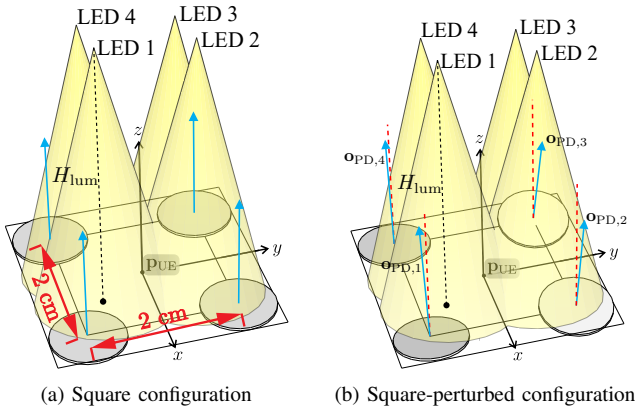 LED 4
LED 3
LED 1
LED 2
z
H_lum
y
p_UE
2 cm
2 cm
x
(a) Square configuration
LED 4
LED 3
LED 1
LED 2
z
o_PD,3
o_PD,4
H_lum
o_PD,2
y
p_UE
o_PD,1
x
(b) Square-perturbed configuration